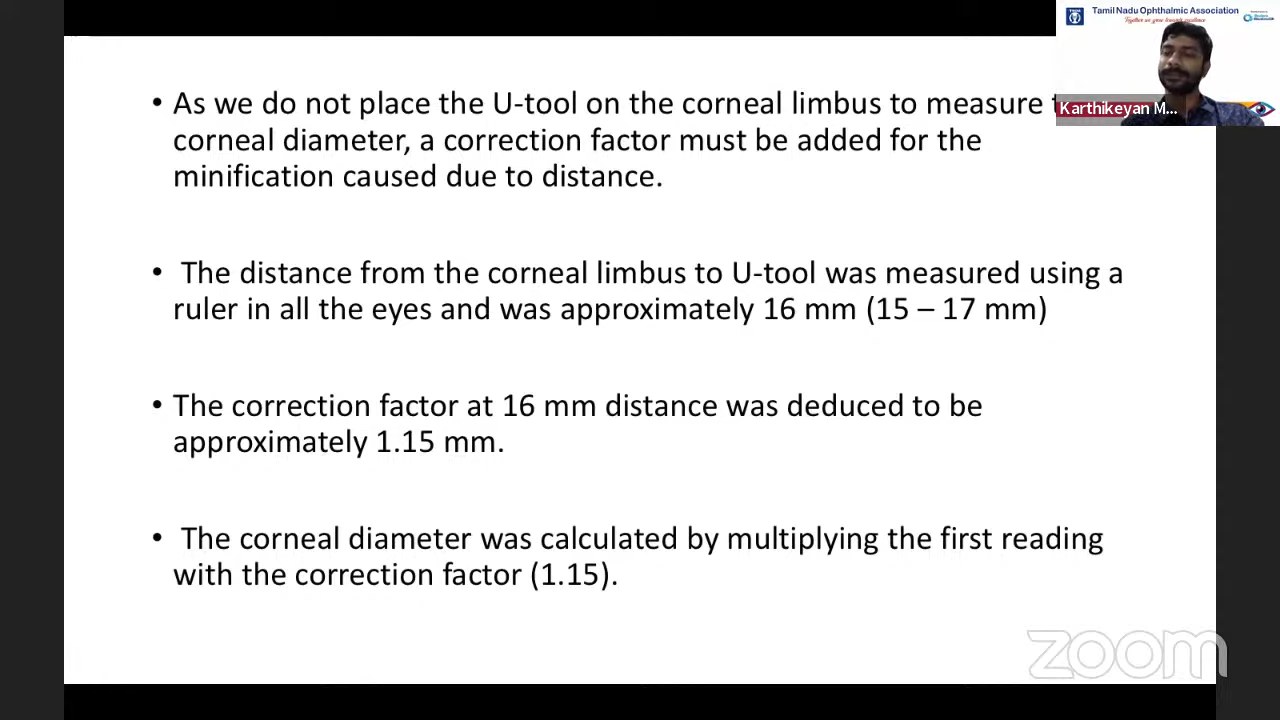 Tamil Nadu Ophthalmic Association
Together we grow towards excellence
• As we do not place the U-tool on the corneal limbus to measure
Karthikeyan M...
corneal diameter, a correction factor must be added for the
minification caused due to distance.
• The distance from the corneal limbus to U-tool was measured using a
ruler in all the eyes and was approximately 16 mm (15 – 17 mm)
• The correction factor at 16 mm distance was deduced to be
approximately 1.15 mm.
• The corneal diameter was calculated by multiplying the first reading
with the correction factor (1.15).
zoom